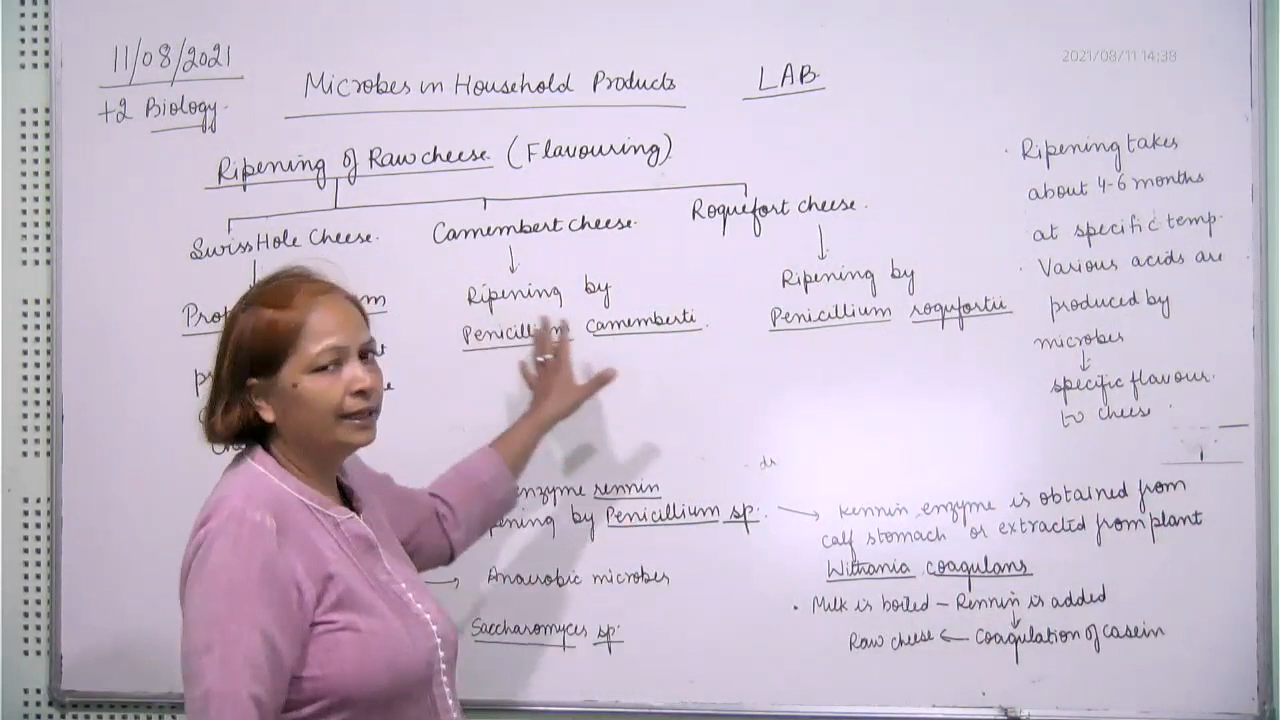 2021/08/11 14:38
11/08/2021
+2 Biology.
Microbes in Household Products
LAB.
Ripening of Raw cheese. (Flavouring)
Swiss Hole Cheese.
Camembert cheese.
Roquefort cheese.
Ripening by
Penicillium camemberti.
Ripening by
Penicillium roqufortii
. Ripening takes
about 4-6 months
at specific temp.
. Various acids are
produced by
microbes
↓
specific flavour.
to cheese.
enzyme rennin
by Penicillium sp. →
Rennin enzyme is obtained from
calf stomach or extracted from plant
Withania coagulans
→ Anaerobic microbes
Saccharomyces sp.
• Milk is boiled – Rennin is added
↓
Raw cheese ← Coagulation of casein